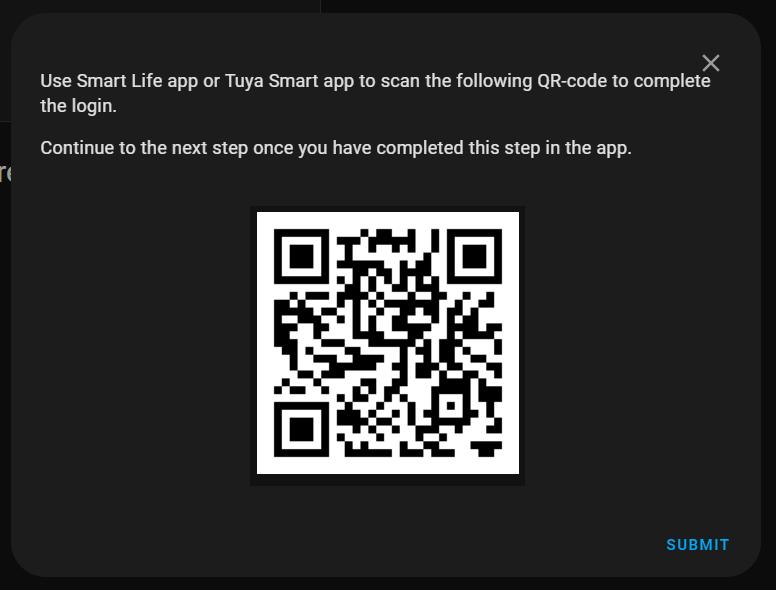 Use Smart Life app or Tuya Smart app to scan the following QR-code to complete
the login.
Continue to the next step once you have completed this step in the app.
re
SUBMIT